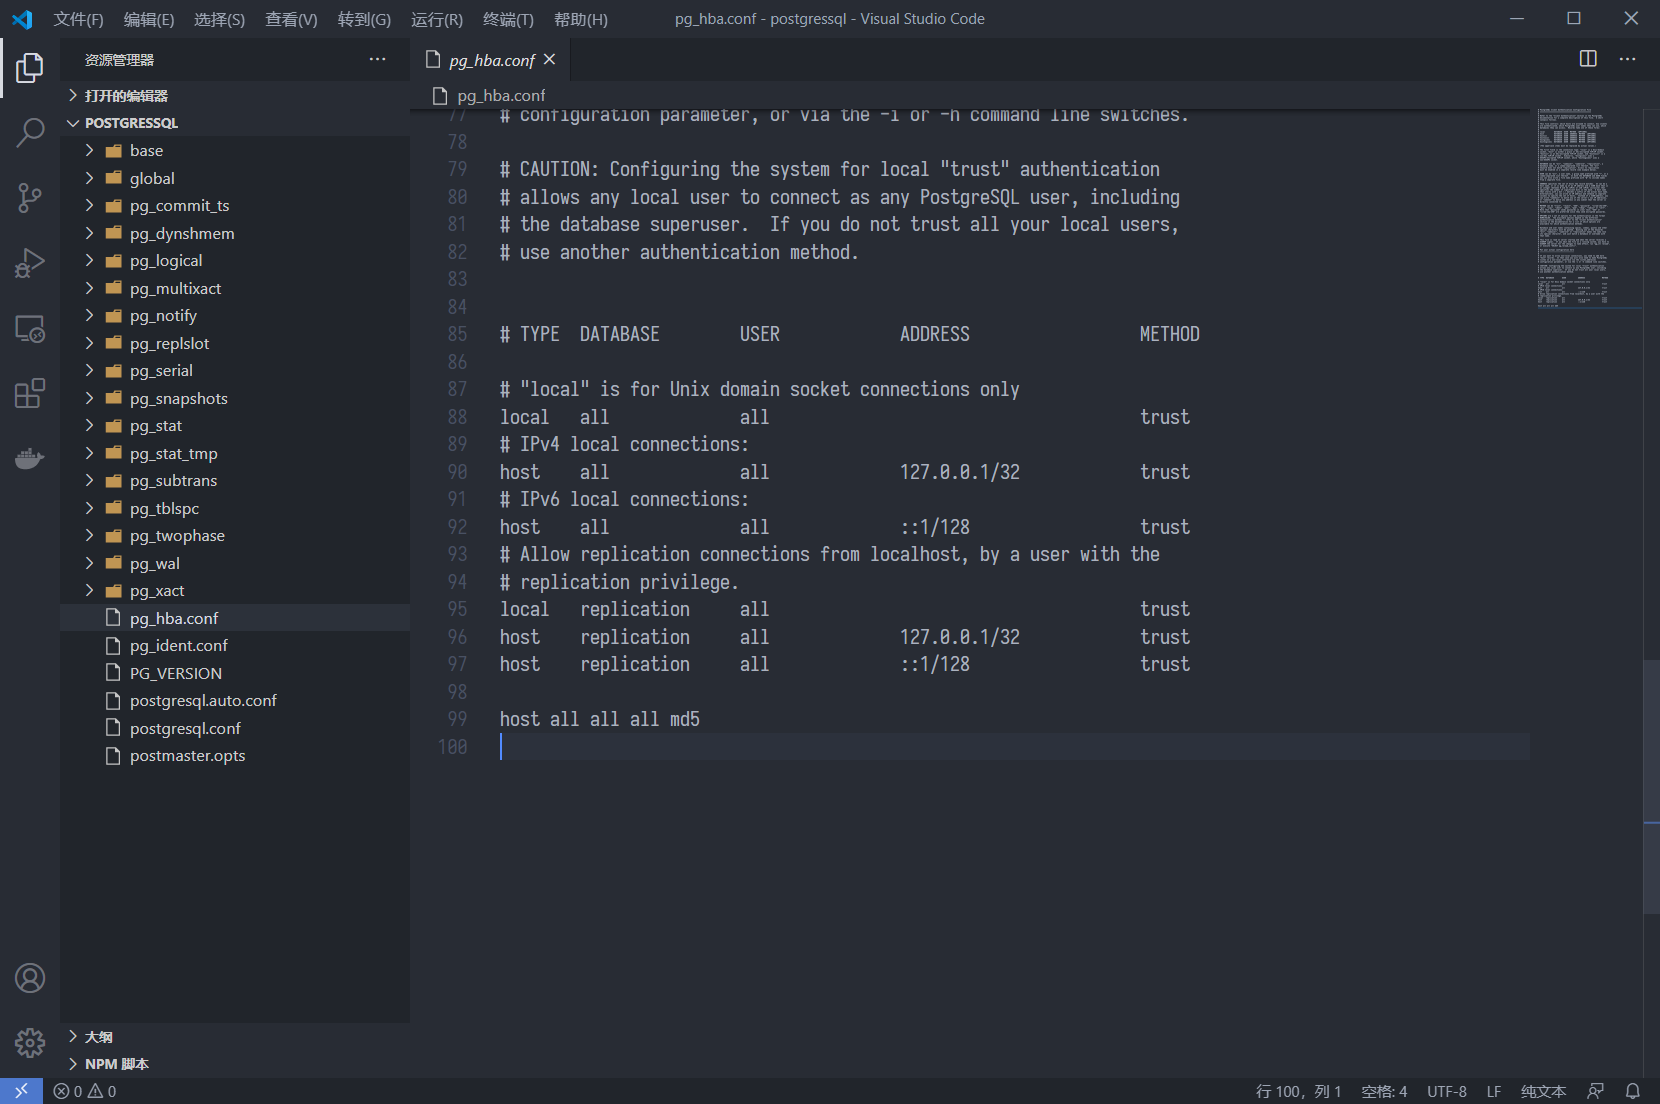 文件(F) 编辑(E) 选择(S) 查看(V) 转到(G) 运行(R) 终端(T) 帮助(H) pg_hba.conf - postgressql - Visual Studio Code
资源管理器
打开的编辑器
POSTGRESSQL
base
global
pg_commit_ts
pg_dynshmem
pg_logical
pg_multixact
pg_notify
pg_replslot
pg_serial
pg_snapshots
pg_stat
pg_stat_tmp
pg_subtrans
pg_tblspc
pg_twophase
pg_wal
pg_xact
pg_hba.conf
pg_ident.conf
PG_VERSION
postgresql.auto.conf
postgresql.conf
postmaster.opts
大纲
NPM 脚本
pg_hba.conf
pg_hba.conf
77 # configuration parameter, or via the -i or -h command line switches.
78
79 # CAUTION: Configuring the system for local "trust" authentication
80 # allows any local user to connect as any PostgreSQL user, including
81 # the database superuser.  If you do not trust all your local users,
82 # use another authentication method.
83
84
85 # TYPE  DATABASE        USER            ADDRESS                 METHOD
86
87 # "local" is for Unix domain socket connections only
88 local   all             all                                     trust
89 # IPv4 local connections:
90 host    all             all             127.0.0.1/32            trust
91 # IPv6 local connections:
92 host    all             all             ::1/128                 trust
93 # Allow replication connections from localhost, by a user with the
94 # replication privilege.
95 local   replication     all                                     trust
96 host    replication     all             127.0.0.1/32            trust
97 host    replication     all             ::1/128                 trust
98
99 host all all all md5
100
0 0 行 100，列 1 空格: 4 UTF-8 LF 纯文本